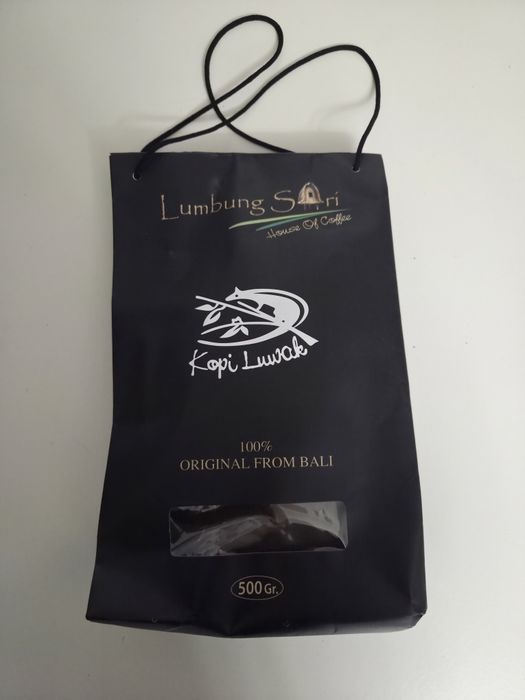 Lumbung Sari
House Of Coffee
Kopi Luwak
100%
ORIGINAL FROM BALI
500 Gr.